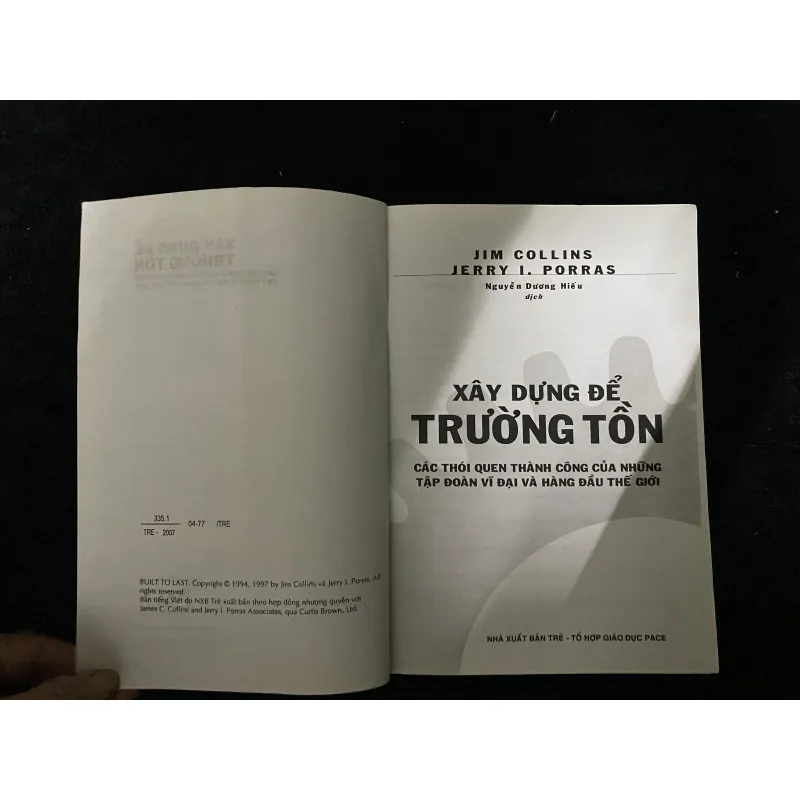 335.1
04-77 /TRE
TRE - 2007
BUILT TO LAST. Copyright © 1994, 1997 by Jim Collins và Jerry I. Porras. All
rights reserved.
Bản tiếng Việt do NXB Trẻ xuất bản theo hợp đồng nhượng quyền với
James C. Collins and Jerry I. Porras Associates, qua Curtis Brown, Ltd.
JIM COLLINS
JERRY I. PORRAS
Nguyễn Dương Hiếu
dịch
XÂY DỰNG ĐỂ
TRƯỜNG TỒN
CÁC THÓI QUEN THÀNH CÔNG CỦA NHỮNG
TẬP ĐOÀN VĨ ĐẠI VÀ HÀNG ĐẦU THẾ GIỚI
NHÀ XUẤT BẢN TRẺ - TỔ HỢP GIÁO DỤC PACE